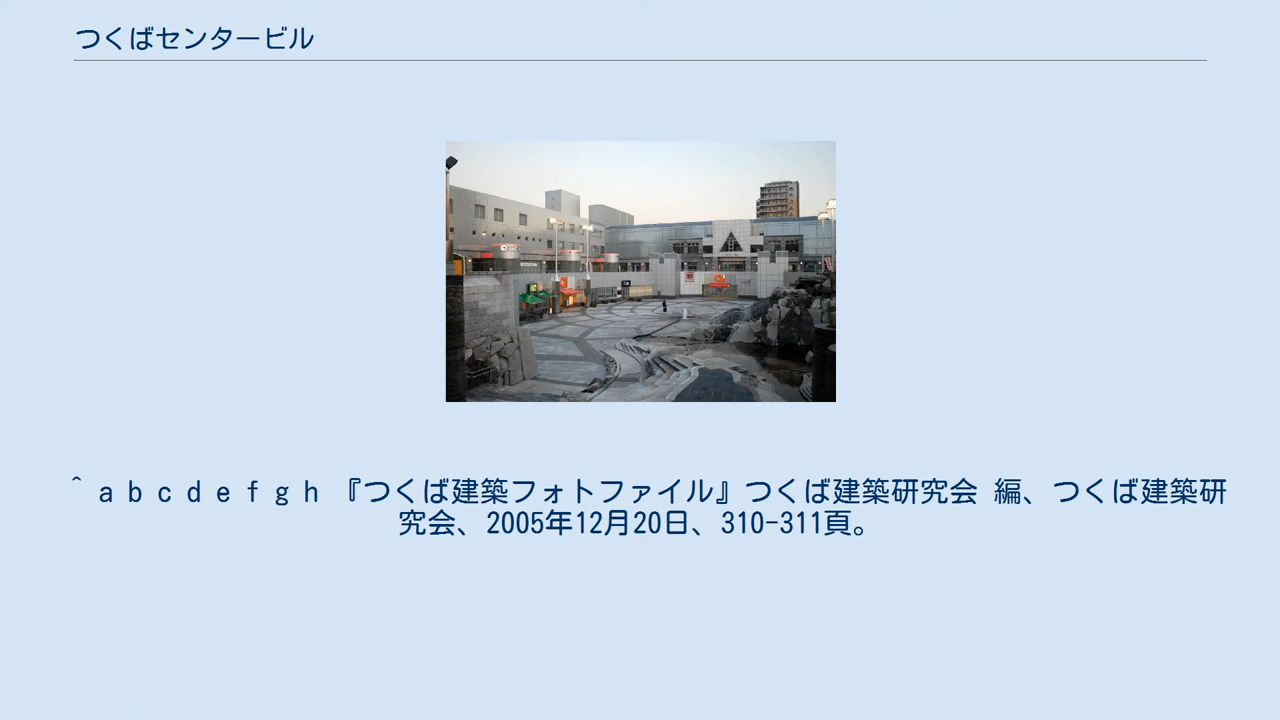 つくばセンタービル
^ a b c d e f g h 『つくば建築フォトファイル』つくば建築研究会 編、つくば建築研
究会、2005年12月20日、310-311頁。